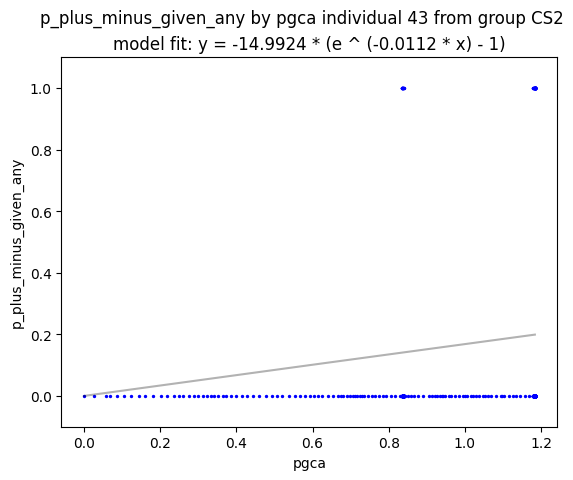 p_plus_minus_given_any by pgca individual 43 from group CS2
model fit: y = -14.9924 * (e ^ (-0.0112 * x) - 1)
1.0
0.8
0.6
0.4
0.2
0.0
p_plus_minus_given_any
0.0 0.2 0.4 0.6 0.8 1.0 1.2
pgca